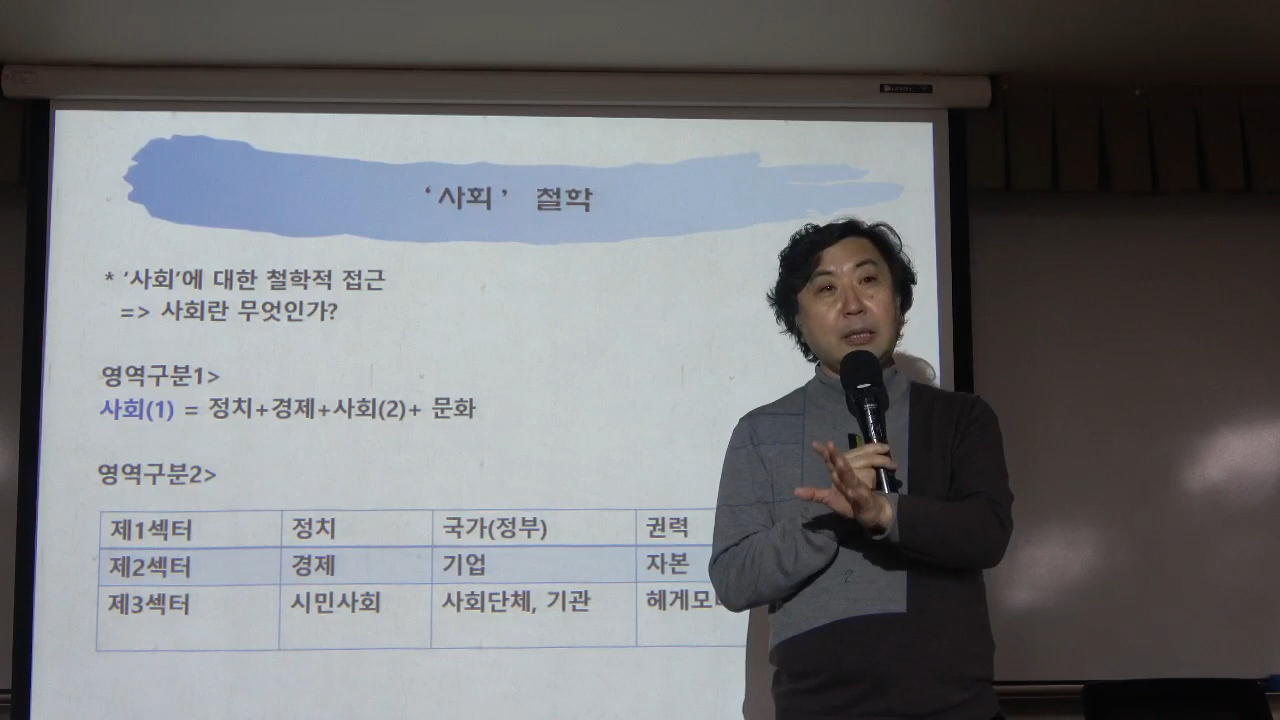 ‘사회’ 철학
* ‘사회’에 대한 철학적 접근
=> 사회란 무엇인가?
영역구분1>
사회(1) = 정치+경제+사회(2)+ 문화
영역구분2>
제1섹터 정치 국가(정부) 권력
제2섹터 경제 기업 자본
제3섹터 시민사회 사회단체, 기관 헤게모